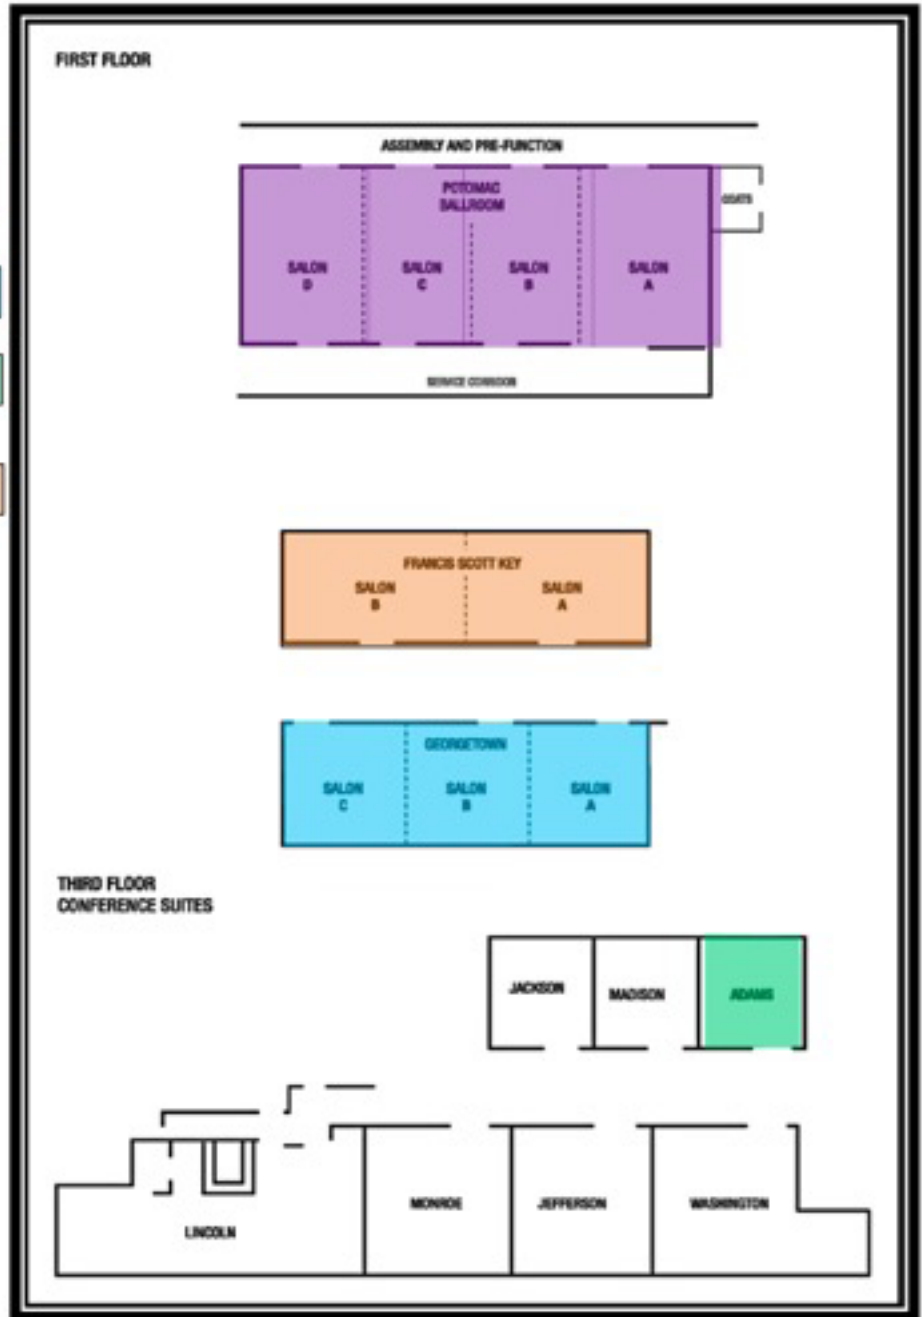 FIRST FLOOR
ASSEMBLY AND PRE-FUNCTION
POTOMAC
BALLROOM
COATS
SALON
D
SALON
C
SALON
B
SALON
A
SERVICE CORRIDOR
FRANCIS SCOTT KEY
SALON
B
SALON
A
GEORGETOWN
SALON
C
SALON
B
SALON
A
THIRD FLOOR
CONFERENCE SUITES
JACKSON
MADISON
ADAMS
LINCOLN
MONROE
JEFFERSON
WASHINGTON